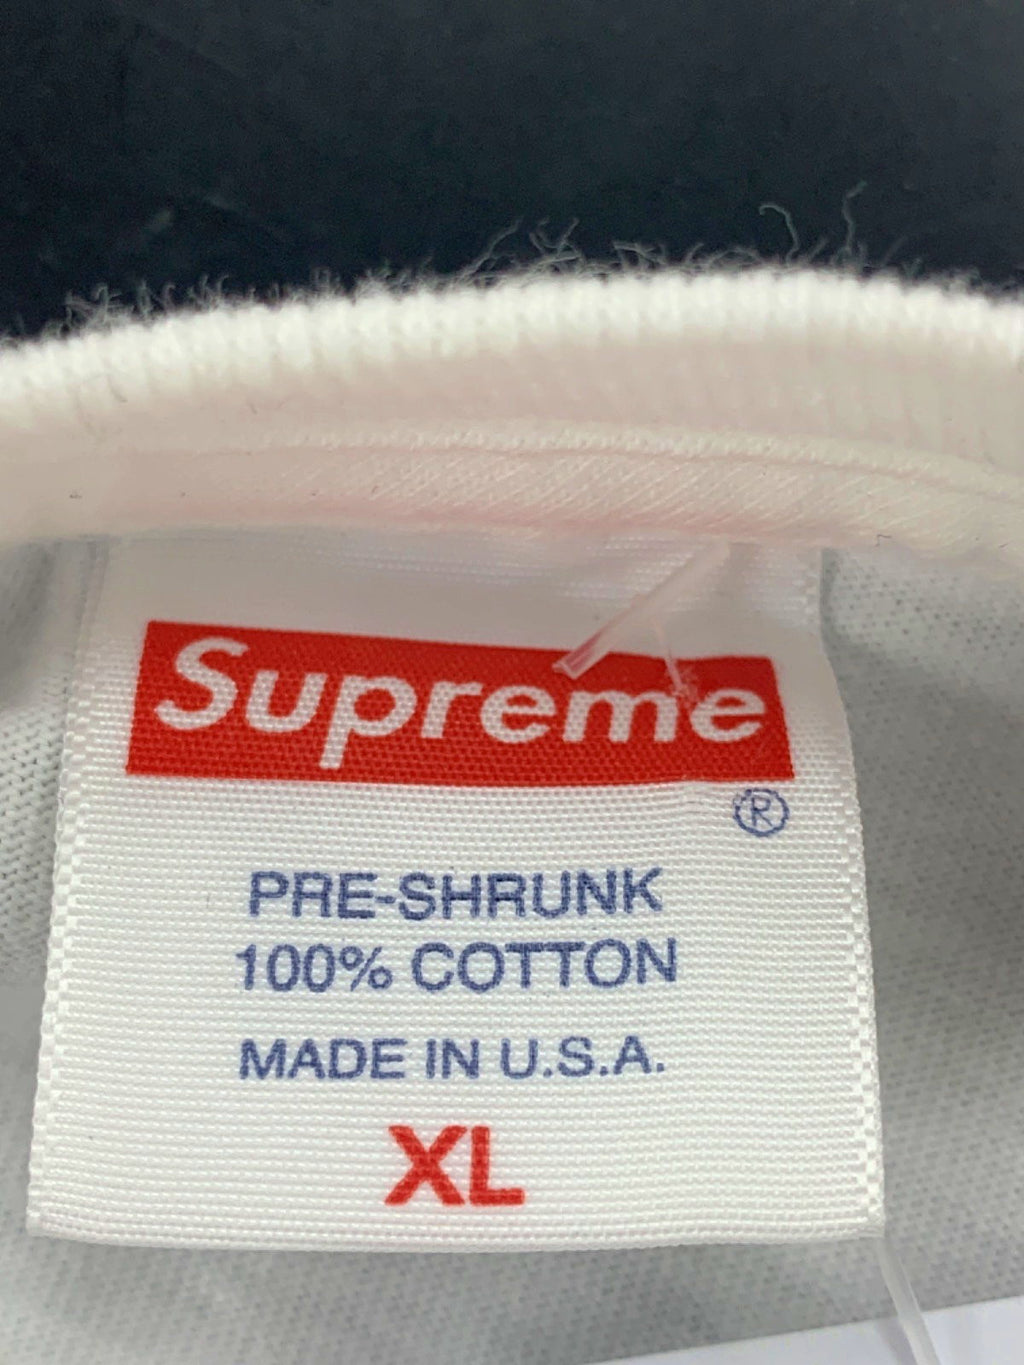 Supreme
®
PRE-SHRUNK
100% COTTON
MADE IN U.S.A.
XL